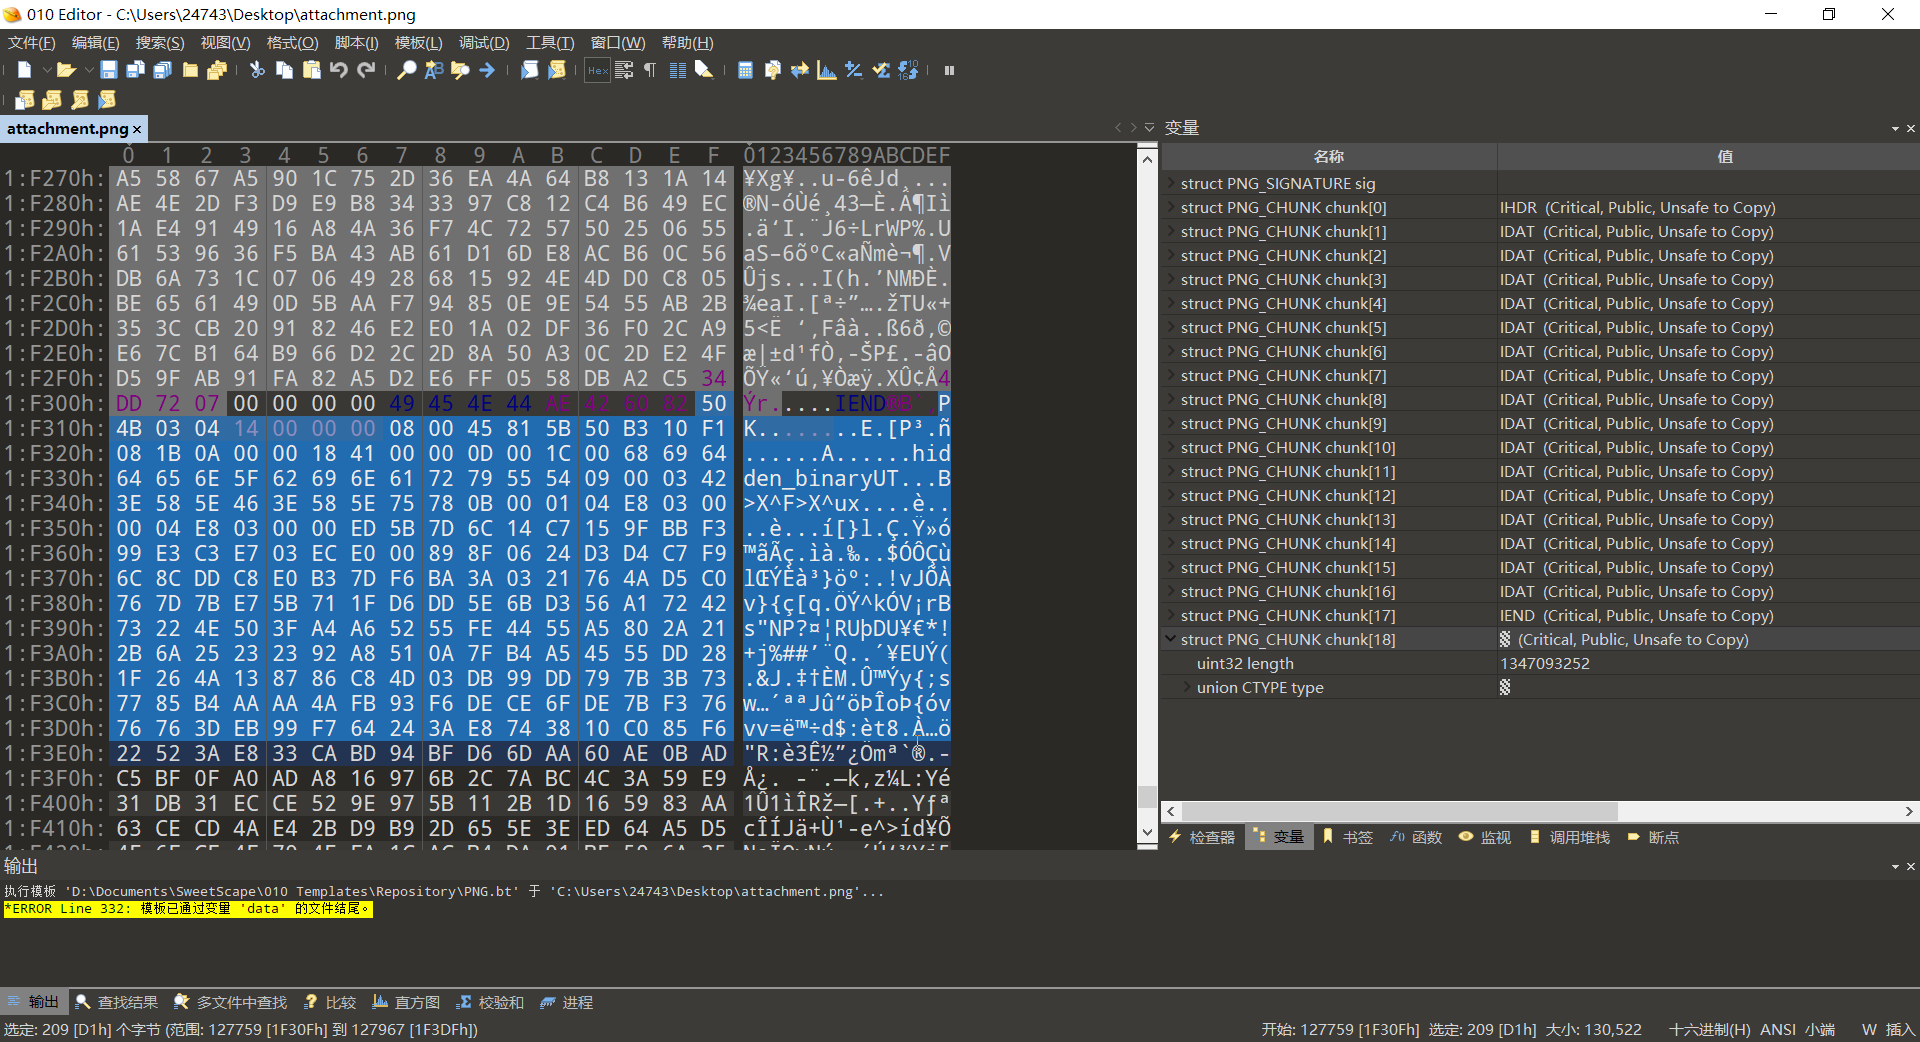 010 Editor - C:\Users\24743\Desktop\attachment.png
文件(F) 编辑(E) 搜索(S) 视图(V) 格式(O) 脚本(I) 模板(L) 调试(D) 工具(T) 窗口(W) 帮助(H)
attachment.png
0 1 2 3 4 5 6 7 8 9 A B C D E F 0123456789ABCDEF
1:F270h: A5 58 67 A5 90 1C 75 2D 36 EA 4A 64 B8 13 1A 14 ¥Xg¥..u-6êJd¸...
1:F280h: AE 4E 2D F3 D9 E9 B8 34 33 97 C8 12 C4 B6 49 EC ®N-óÙé¸43—È.Ä¶Iì
1:F290h: 1A E4 91 49 16 A8 4A 36 F7 4C 72 57 50 25 06 55 .ä‘I.¨J6÷LrWP%.U
1:F2A0h: 61 53 96 36 F5 BA 43 AB 61 D1 6D E8 AC B6 0C 56 aS–6õºC«aÑmè¬¶.V
1:F2B0h: DB 6A 73 1C 07 06 49 28 68 15 92 4E 4D D0 C8 05 Ûjs...I(h.’NMÐÈ.
1:F2C0h: BE 65 61 49 0D 5B AA F7 94 85 0E 9E 54 55 AB 2B ¾eaI.[ª÷”….žTU«+
1:F2D0h: 35 3C CB 20 91 82 46 E2 E0 1A 02 DF 36 F0 2C A9 5<Ë ‘‚Fâà..ß6ð,©
1:F2E0h: E6 7C B1 64 B9 66 D2 2C 2D 8A 50 A3 0C 2D E2 4F æ|±d¹fÒ,-ŠP£.-âO
1:F2F0h: D5 9F AB 91 FA 82 A5 D2 E6 FF 05 58 DB A2 C5 34 ÕŸ«‘ú‚¥Òæÿ.XÛ¢Å4
1:F300h: DD 72 07 00 00 00 00 49 45 4E 44 AE 42 60 82 50 Ýr.....IEND®B`‚P
1:F310h: 4B 03 04 14 00 00 00 08 00 45 81 5B 50 B3 10 F1 K........E.[P³.ñ
1:F320h: 08 1B 0A 00 00 18 41 00 00 0D 00 1C 00 68 69 64 ......A......hid
1:F330h: 64 65 6E 5F 62 69 6E 61 72 79 55 54 09 00 03 42 den_binaryUT...B
1:F340h: 3E 58 5E 46 3E 58 5E 75 78 0B 00 01 04 E8 03 00 >X^F>X^ux....è..
1:F350h: 00 04 E8 03 00 00 ED 5B 7D 6C 14 C7 15 9F BB F3 ..è...í[}l.Ç.Ÿ»ó
1:F360h: 99 E3 C3 E7 03 EC E0 00 89 8F 06 24 D3 D4 C7 F9 ™ãÃç.ìà.‰..$ÓÔÇù
1:F370h: 6C 8C DD C8 E0 B3 7D F6 BA 3A 03 21 76 4A D5 C0 lŒÝÈà³}öº:.!vJÕÀ
1:F380h: 76 7D 7B E7 5B 71 1F D6 DD 5E 6B D3 56 A1 72 42 v}{ç[q.ÖÝ^kÓV¡rB
1:F390h: 73 22 4E 50 3F A4 A6 52 55 FE 44 55 A5 80 2A 21 s"NP?¤¦RUþDU¥€*!
1:F3A0h: 2B 6A 25 23 23 92 A8 51 0A 7F B4 A5 45 55 DD 28 +j%##’¨Q..´¥EUÝ(
1:F3B0h: 1F 26 4A 13 87 86 C8 4D 03 DB 99 DD 79 7B 3B 73 .&J.‡†ÈM.Û™Ýy{;s
1:F3C0h: 77 85 B4 AA AA 4A FB 93 F6 DE CE 6F DE 7B F3 76 w…´ªªJû“öÞÎoÞ{óv
1:F3D0h: 76 76 3D EB 99 F7 64 24 3A E8 74 38 10 C0 85 F6 vv=ë™÷d$:èt8.À…ö
1:F3E0h: 22 52 3A E8 33 CA BD 94 BF D6 6D AA 60 AE 0B AD "R:è3Ê½”¿Ömª`®.-
1:F3F0h: C5 BF 0F A0 AD A8 16 97 6B 2C 7A BC 4C 3A 59 E9 Å¿. -¨.—k,z¼L:Yé
1:F400h: 31 DB 31 EC CE 52 9E 97 5B 11 2B 1D 16 59 83 AA 1Û1ìÎRž—[.+..Yƒª
1:F410h: 63 CE CD 4A E4 2B D9 B9 2D 65 5E 3E ED 64 A5 D5 cÎÍJä+Ù¹-e^>íd¥Õ
变量
名称 值
struct PNG_SIGNATURE sig
struct PNG_CHUNK chunk[0] IHDR (Critical, Public, Unsafe to Copy)
struct PNG_CHUNK chunk[1] IDAT (Critical, Public, Unsafe to Copy)
struct PNG_CHUNK chunk[2] IDAT (Critical, Public, Unsafe to Copy)
struct PNG_CHUNK chunk[3] IDAT (Critical, Public, Unsafe to Copy)
struct PNG_CHUNK chunk[4] IDAT (Critical, Public, Unsafe to Copy)
struct PNG_CHUNK chunk[5] IDAT (Critical, Public, Unsafe to Copy)
struct PNG_CHUNK chunk[6] IDAT (Critical, Public, Unsafe to Copy)
struct PNG_CHUNK chunk[7] IDAT (Critical, Public, Unsafe to Copy)
struct PNG_CHUNK chunk[8] IDAT (Critical, Public, Unsafe to Copy)
struct PNG_CHUNK chunk[9] IDAT (Critical, Public, Unsafe to Copy)
struct PNG_CHUNK chunk[10] IDAT (Critical, Public, Unsafe to Copy)
struct PNG_CHUNK chunk[11] IDAT (Critical, Public, Unsafe to Copy)
struct PNG_CHUNK chunk[12] IDAT (Critical, Public, Unsafe to Copy)
struct PNG_CHUNK chunk[13] IDAT (Critical, Public, Unsafe to Copy)
struct PNG_CHUNK chunk[14] IDAT (Critical, Public, Unsafe to Copy)
struct PNG_CHUNK chunk[15] IDAT (Critical, Public, Unsafe to Copy)
struct PNG_CHUNK chunk[16] IDAT (Critical, Public, Unsafe to Copy)
struct PNG_CHUNK chunk[17] IEND (Critical, Public, Unsafe to Copy)
struct PNG_CHUNK chunk[18] (Critical, Public, Unsafe to Copy)
uint32 length 1347093252
union CTYPE type
检查器 变量 书签 函数 监视 调用堆栈 断点
输出
执行模板 'D:\Documents\SweetScape\010 Templates\Repository\PNG.bt' 于 'C:\Users\24743\Desktop\attachment.png'...
*ERROR Line 332: 模板已通过变量 'data' 的文件结尾。
输出 查找结果 多文件中查找 比较 直方图 校验和 进程
选定: 209 [D1h] 个字节 (范围: 127759 [1F30Fh] 到 127967 [1F3DFh]) 开始: 127759 [1F30Fh] 选定: 209 [D1h] 大小: 130,522 十六进制(H) ANSI 小端 W 插入